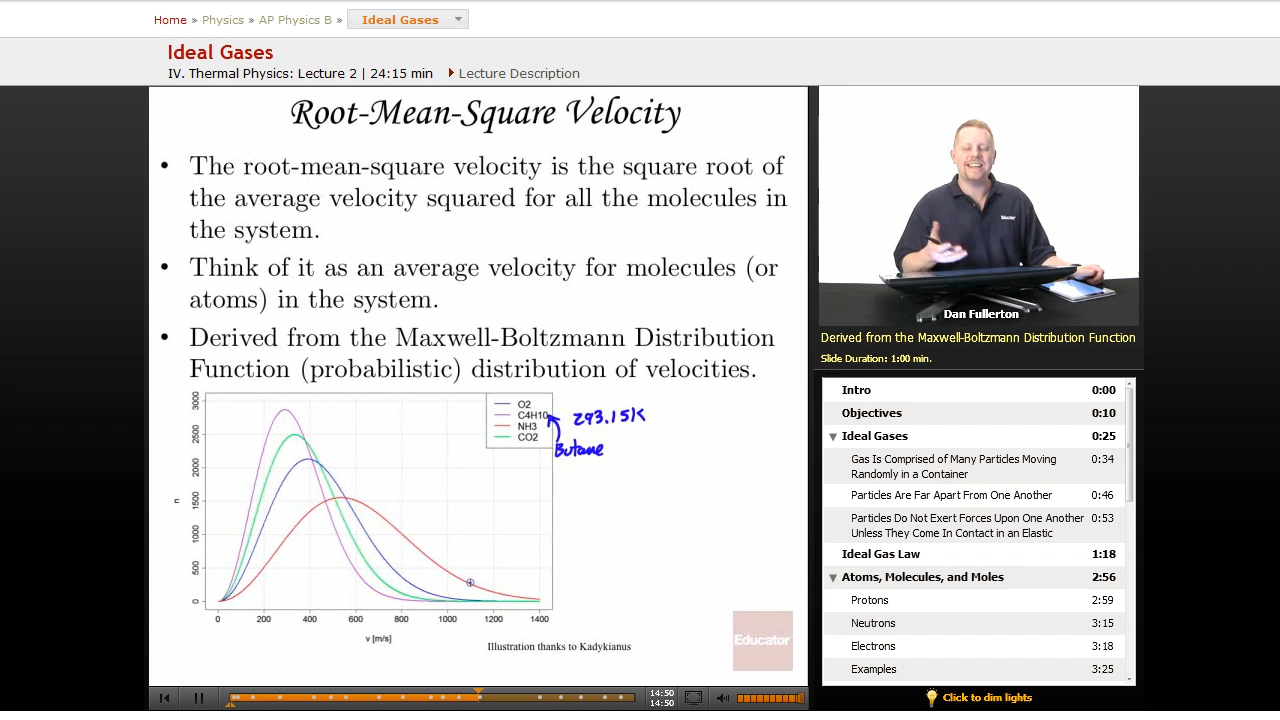 Home » Physics » AP Physics B » Ideal Gases
Ideal Gases
IV. Thermal Physics: Lecture 2 | 24:15 min Lecture Description
Root-Mean-Square Velocity
• The root-mean-square velocity is the square root of
the average velocity squared for all the molecules in
the system.
• Think of it as an average velocity for molecules (or
atoms) in the system.
• Derived from the Maxwell-Boltzmann Distribution
Function (probabilistic) distribution of velocities.
3000
2500
2000
1500
1000
500
0
n
0 200 400 600 800 1000 1200 1400
v [m/s]
O2
C4H10
NH3
CO2
293.15K
Butane
Illustration thanks to Kadykianus
Educator
14:50
14:50
Educator
Dan Fullerton
Derived from the Maxwell-Boltzmann Distribution Function
Slide Duration: 1:00 min.
Intro 0:00
Objectives 0:10
Ideal Gases 0:25
Gas Is Comprised of Many Particles Moving 0:34
Randomly in a Container
Particles Are Far Apart From One Another 0:46
Particles Do Not Exert Forces Upon One Another 0:53
Unless They Come In Contact in an Elastic
Ideal Gas Law 1:18
Atoms, Molecules, and Moles 2:56
Protons 2:59
Neutrons 3:15
Electrons 3:18
Examples 3:25
Click to dim lights